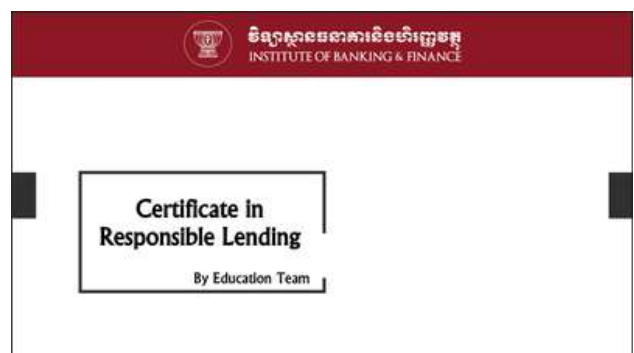 វិទ្យាស្ថានធនាគារនិងហិរញ្ញវត្ថុ
INSTITUTE OF BANKING & FINANCE
Certificate in
Responsible Lending
By Education Team